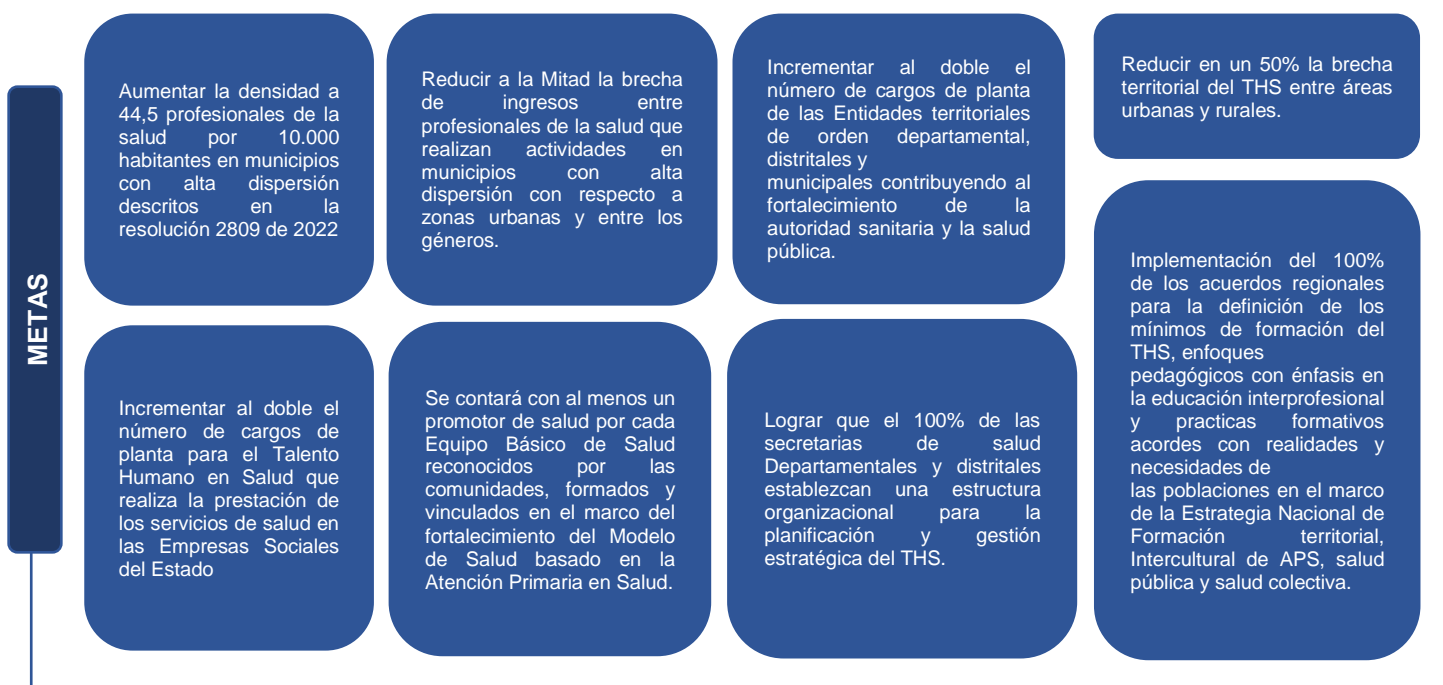 METAS
Aumentar la densidad a
44,5 profesionales de la
salud por 10.000
habitantes en municipios
con alta dispersión
descritos en la
resolución 2809 de 2022
Reducir a la Mitad la brecha
de ingresos entre
profesionales de la salud que
realizan actividades en
municipios con alta
dispersión con respecto a
zonas urbanas y entre los
géneros.
Incrementar al doble el
número de cargos de planta
de las Entidades territoriales
de orden departamental,
distritales y
municipales contribuyendo al
fortalecimiento de la
autoridad sanitaria y la salud
pública.
Reducir en un 50% la brecha
territorial del THS entre áreas
urbanas y rurales.
Incrementar al doble el
número de cargos de
planta para el Talento
Humano en Salud que
realiza la prestación de
los servicios de salud en
las Empresas Sociales
del Estado
Se contará con al menos un
promotor de salud por cada
Equipo Básico de Salud
reconocidos por las
comunidades, formados y
vinculados en el marco del
fortalecimiento del Modelo
de Salud basado en la
Atención Primaria en Salud.
Lograr que el 100% de las
secretarias de salud
Departamentales y distritales
establezcan una estructura
organizacional para la
planificación y gestión
estratégica del THS.
Implementación del 100%
de los acuerdos regionales
para la definición de los
mínimos de formación del
THS, enfoques
pedagógicos con énfasis en
la educación interprofesional
y practicas formativos
acordes con realidades y
necesidades de
las poblaciones en el marco
de la Estrategia Nacional de
Formación territorial,
Intercultural de APS, salud
pública y salud colectiva.